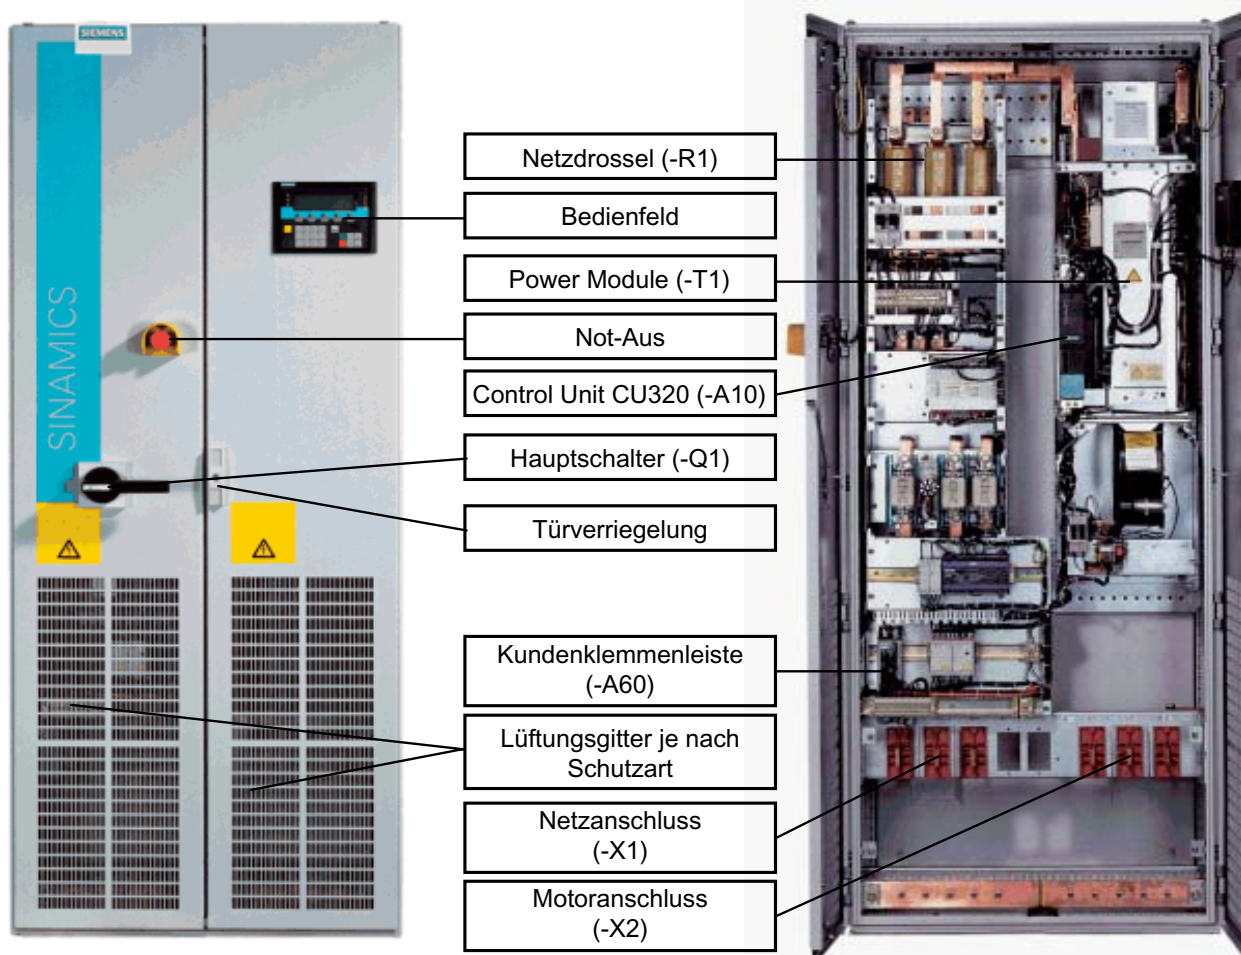 SIEMENS
SINAMICS
Netzdrossel (-R1)
Bedienfeld
Power Module (-T1)
Not-Aus
Control Unit CU320 (-A10)
Hauptschalter (-Q1)
Türverriegelung
Kundenklemmenleiste
(-A60)
Lüftungsgitter je nach
Schutzart
Netzanschluss
(-X1)
Motoranschluss
(-X2)